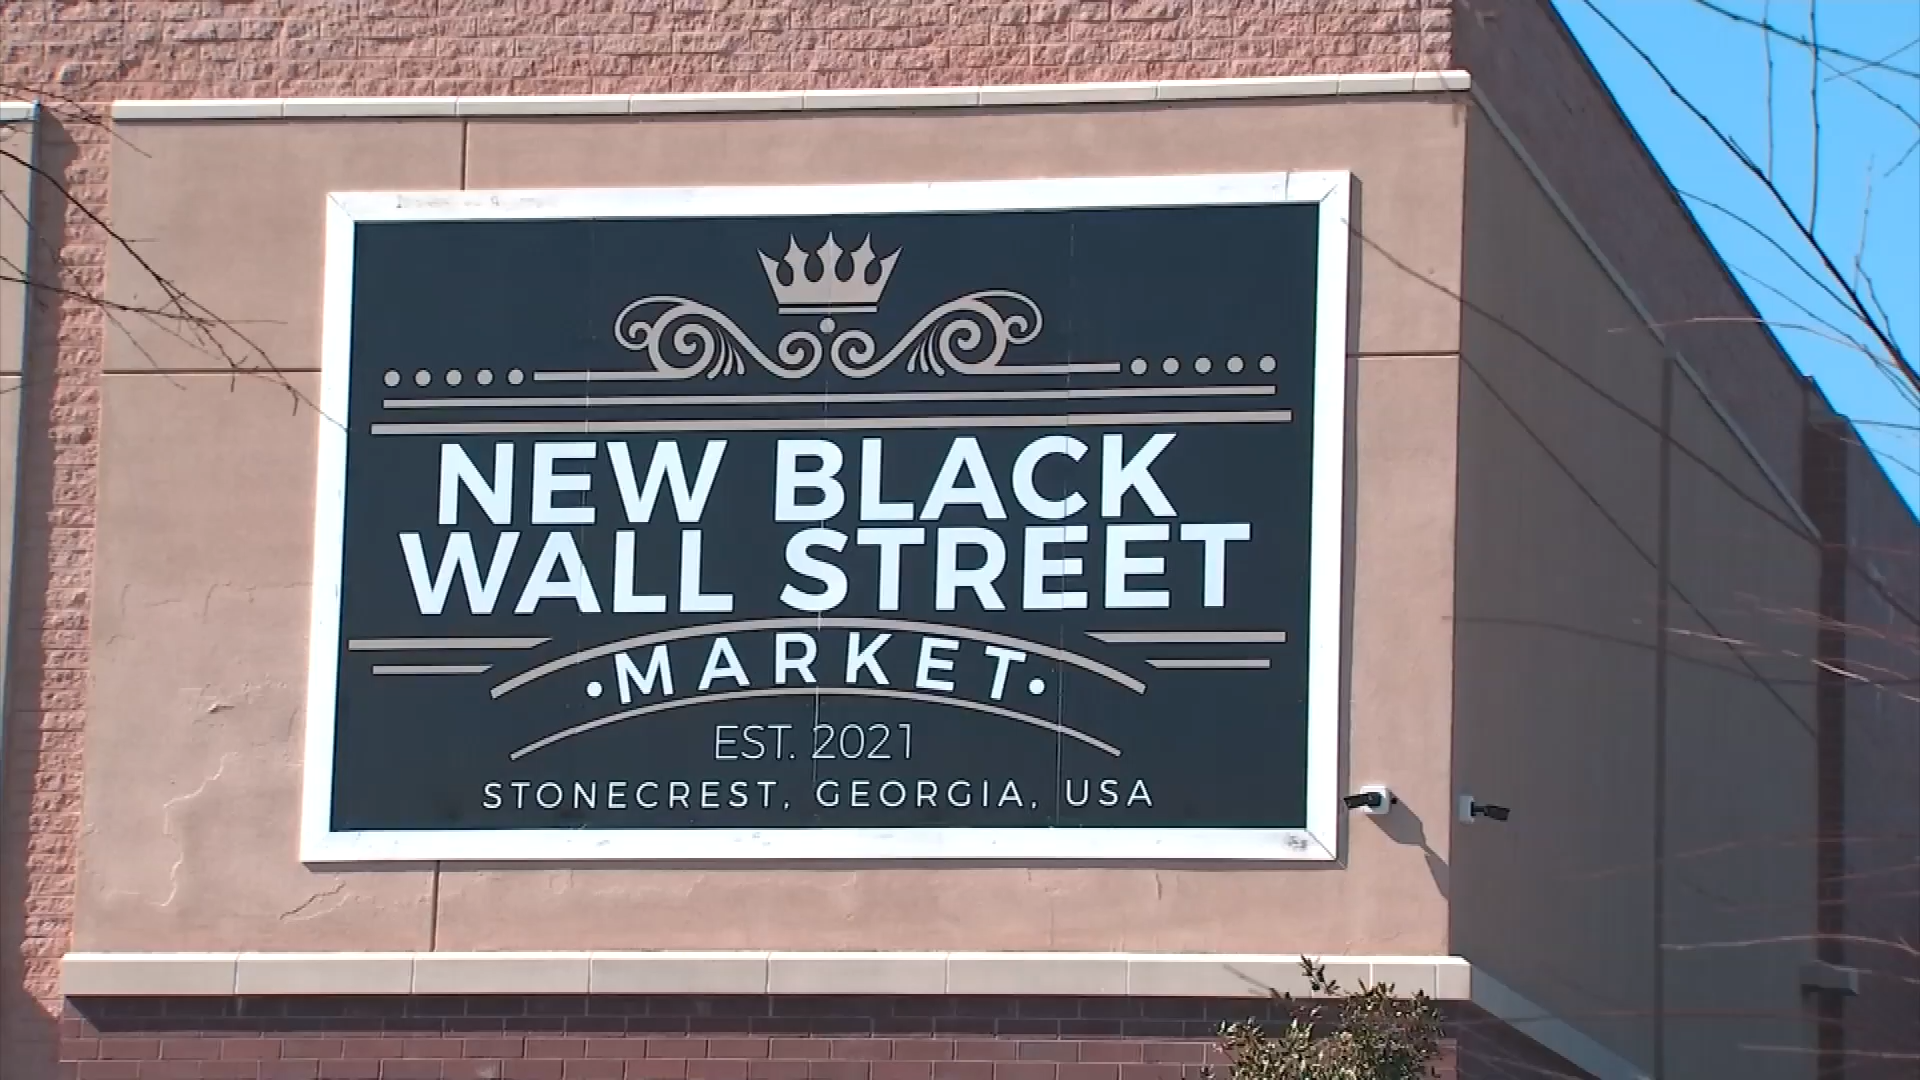 NEW BLACK
WALL STREET
•MARKET•
EST. 2021
STONECREST, GEORGIA, USA